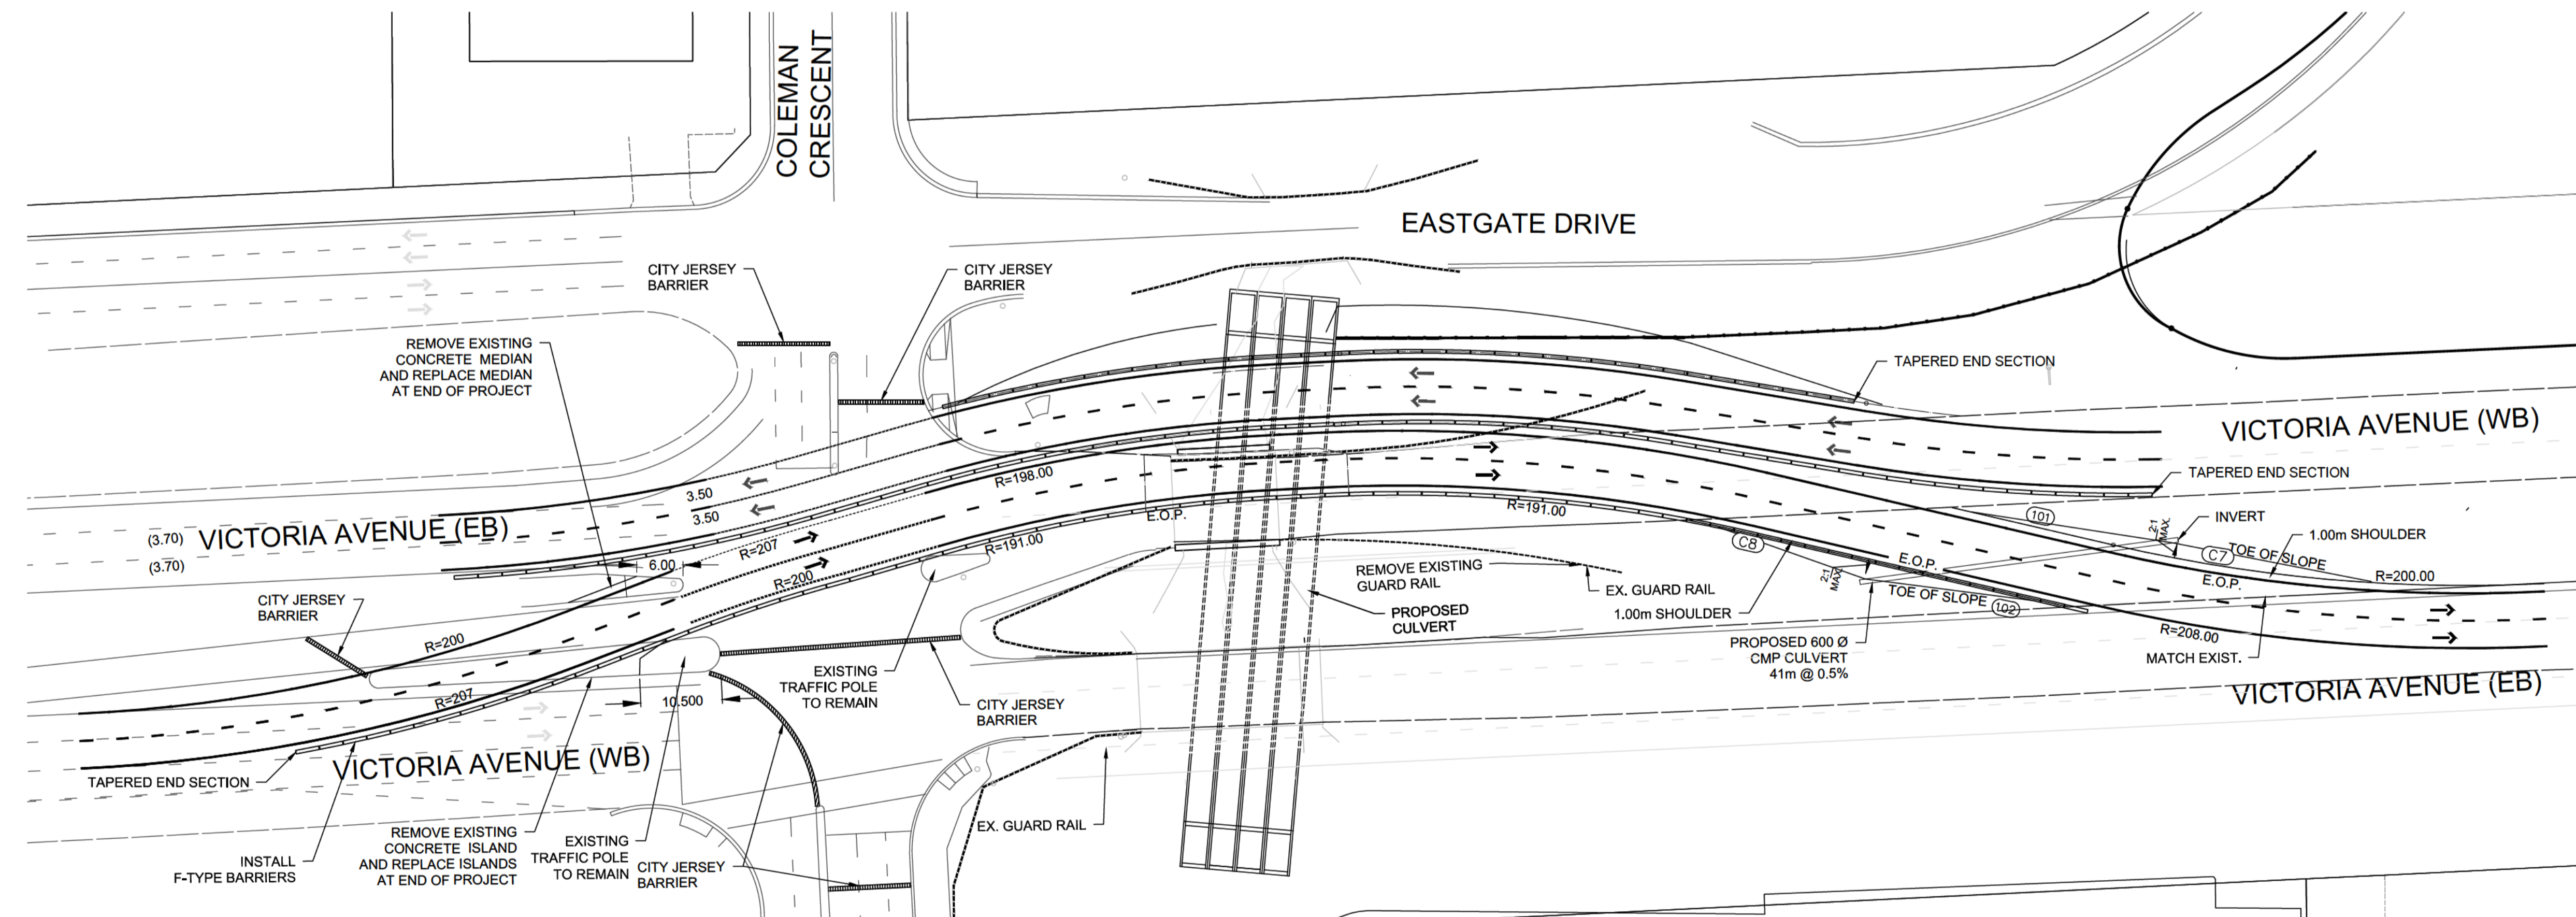 COLEMAN
CRESCENT
EASTGATE DRIVE
CITY JERSEY
BARRIER
CITY JERSEY
BARRIER
REMOVE EXISTING
CONCRETE MEDIAN
AND REPLACE MEDIAN
AT END OF PROJECT
TAPERED END SECTION
VICTORIA AVENUE (WB)
TAPERED END SECTION
3.50
3.50
R=198.00
R=191.00
(3.70)
(3.70)
VICTORIA AVENUE (EB)
E.O.P.
101
2:1
MAX.
INVERT
1.00m SHOULDER
R=207
R=191.00
C8
C7
TOE OF SLOPE
6.00
R=200
E.O.P.
E.O.P.
R=200.00
REMOVE EXISTING
GUARD RAIL
EX. GUARD RAIL
2:1
MAX.
1.00m SHOULDER
TOE OF SLOPE
102
CITY JERSEY
BARRIER
PROPOSED
CULVERT
R=200
R=208.00
PROPOSED 600 Ø
CMP CULVERT
41m @ 0.5%
MATCH EXIST.
EXISTING
TRAFFIC POLE
TO REMAIN
R=207
10.500
CITY JERSEY
BARRIER
VICTORIA AVENUE (EB)
VICTORIA AVENUE (WB)
TAPERED END SECTION
EX. GUARD RAIL
INSTALL
F-TYPE BARRIERS
REMOVE EXISTING
CONCRETE ISLAND
AND REPLACE ISLANDS
AT END OF PROJECT
EXISTING
TRAFFIC POLE
TO REMAIN
CITY JERSEY
BARRIER